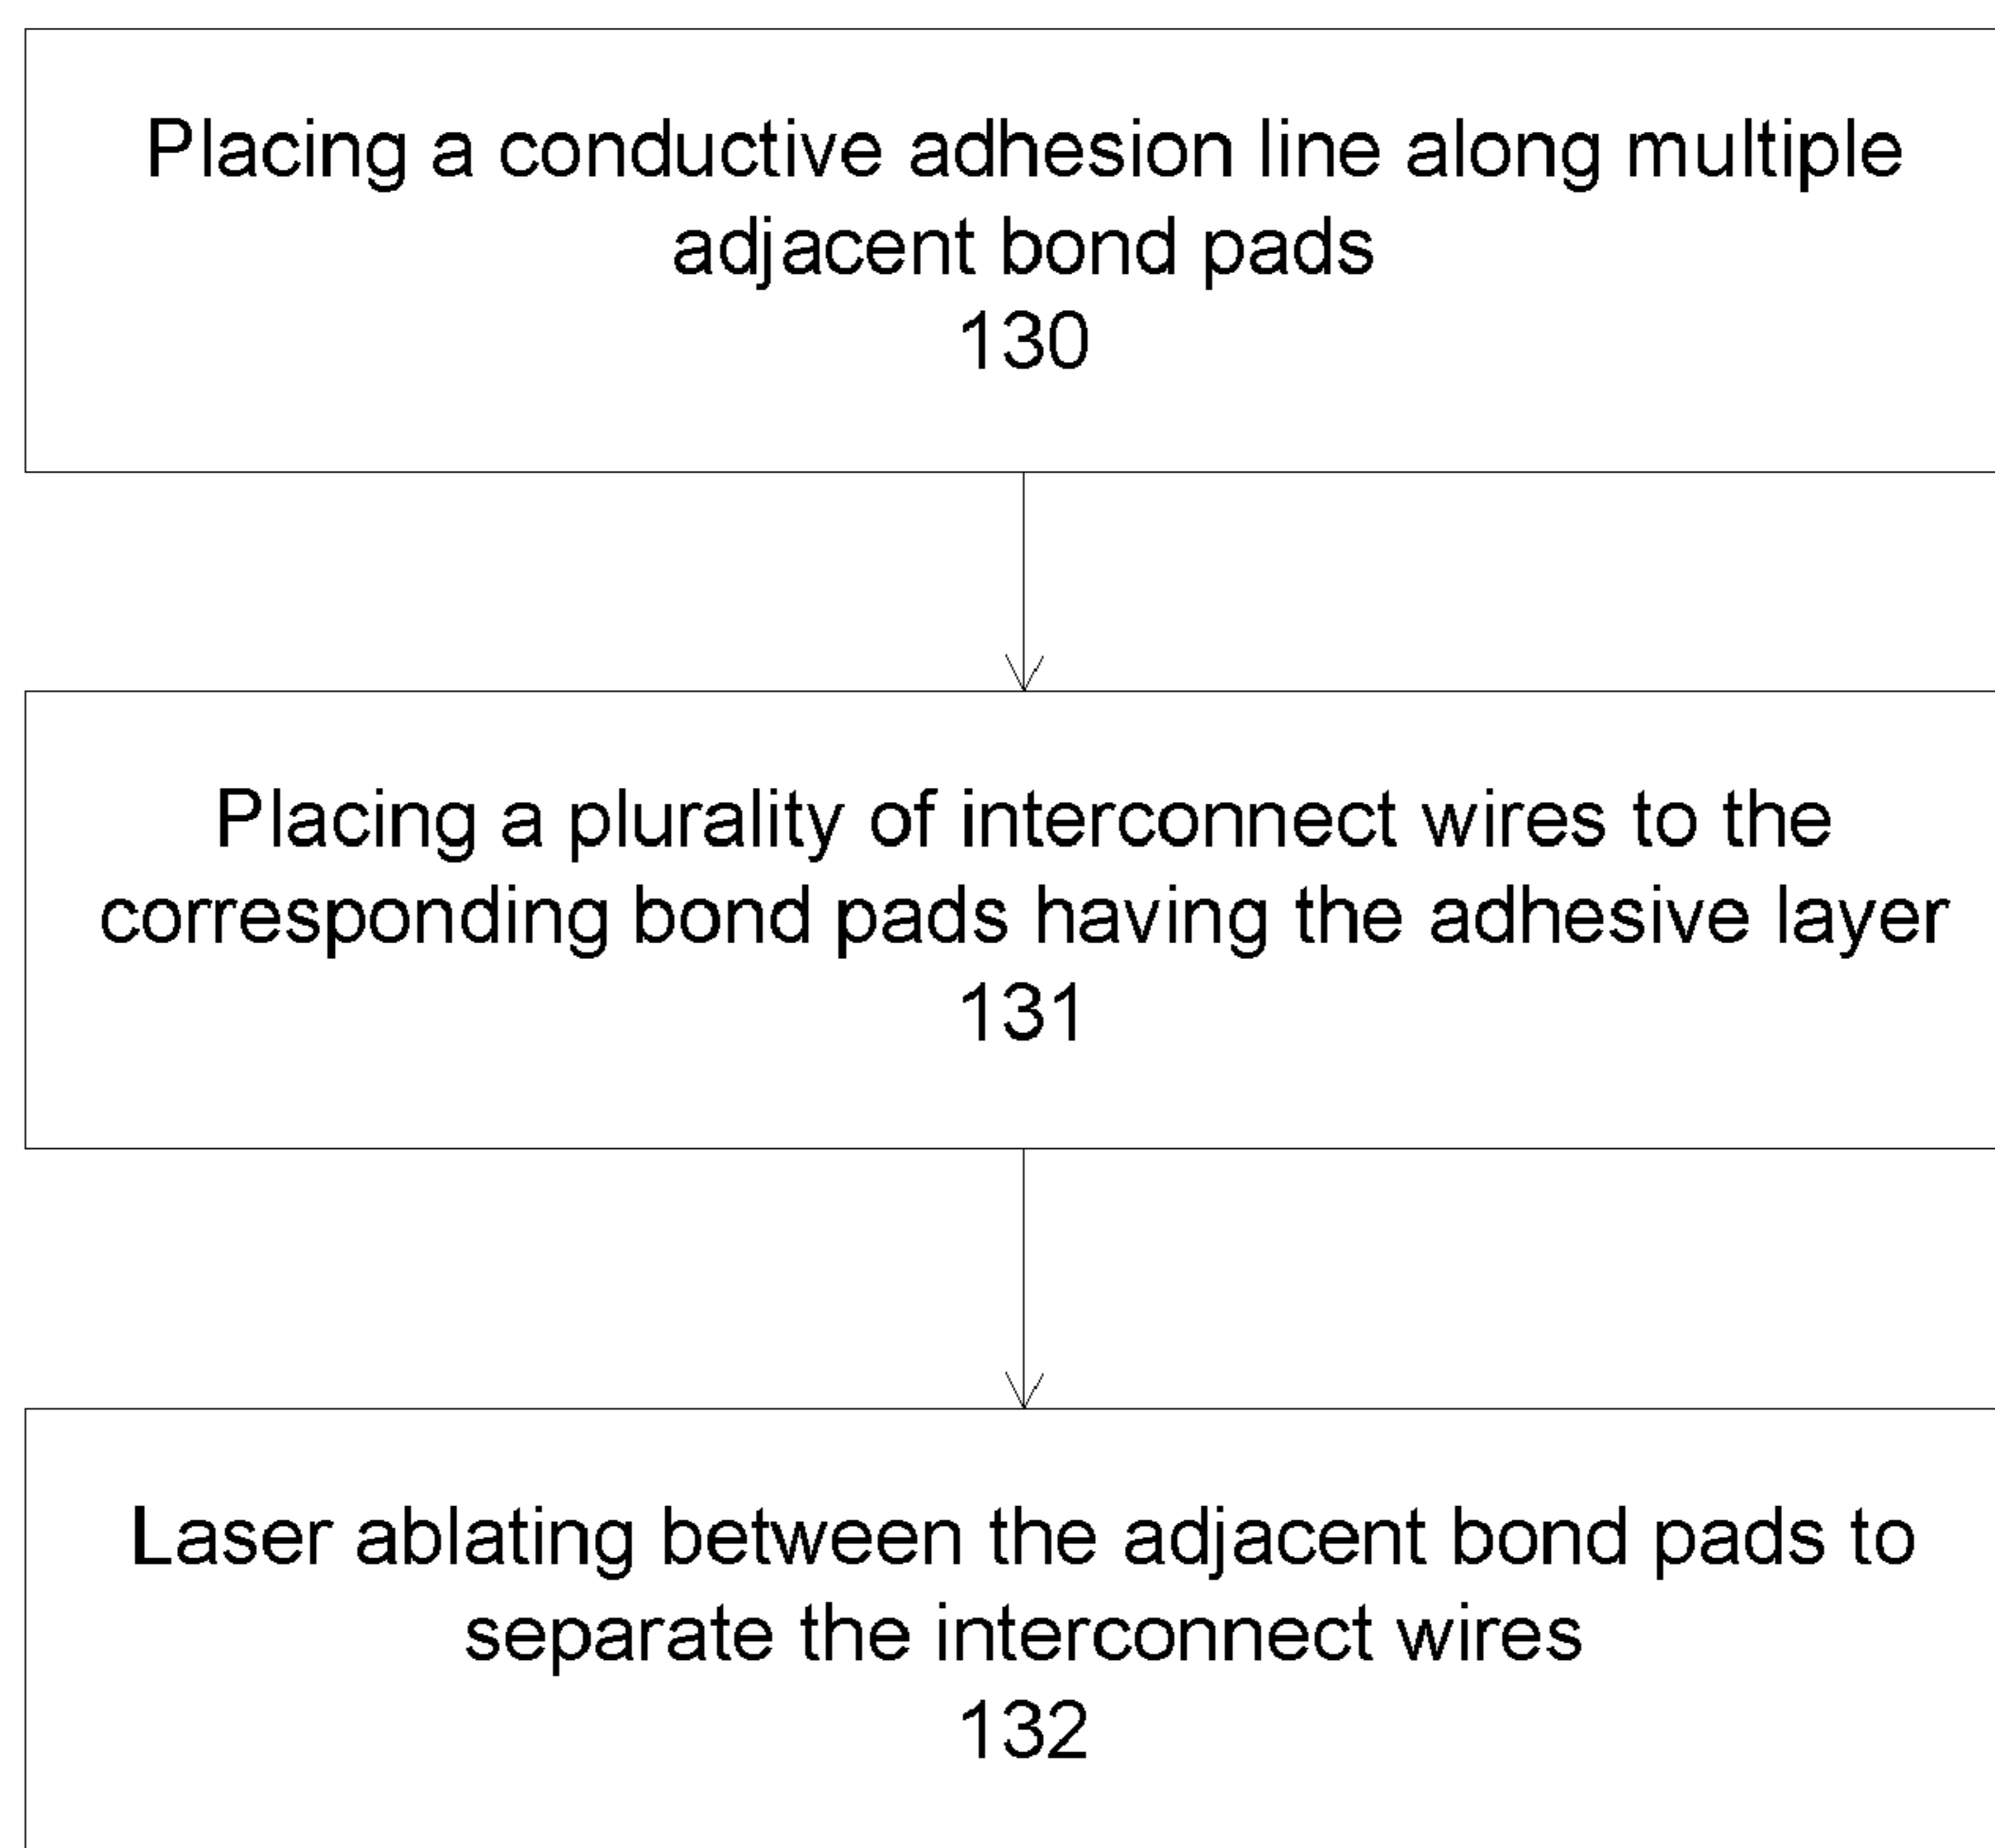 Placing a conductive adhesion line along multiple
adjacent bond pads
130
Placing a plurality of interconnect wires to the
corresponding bond pads having the adhesive layer
131
Laser ablating between the adjacent bond pads to
separate the interconnect wires
132